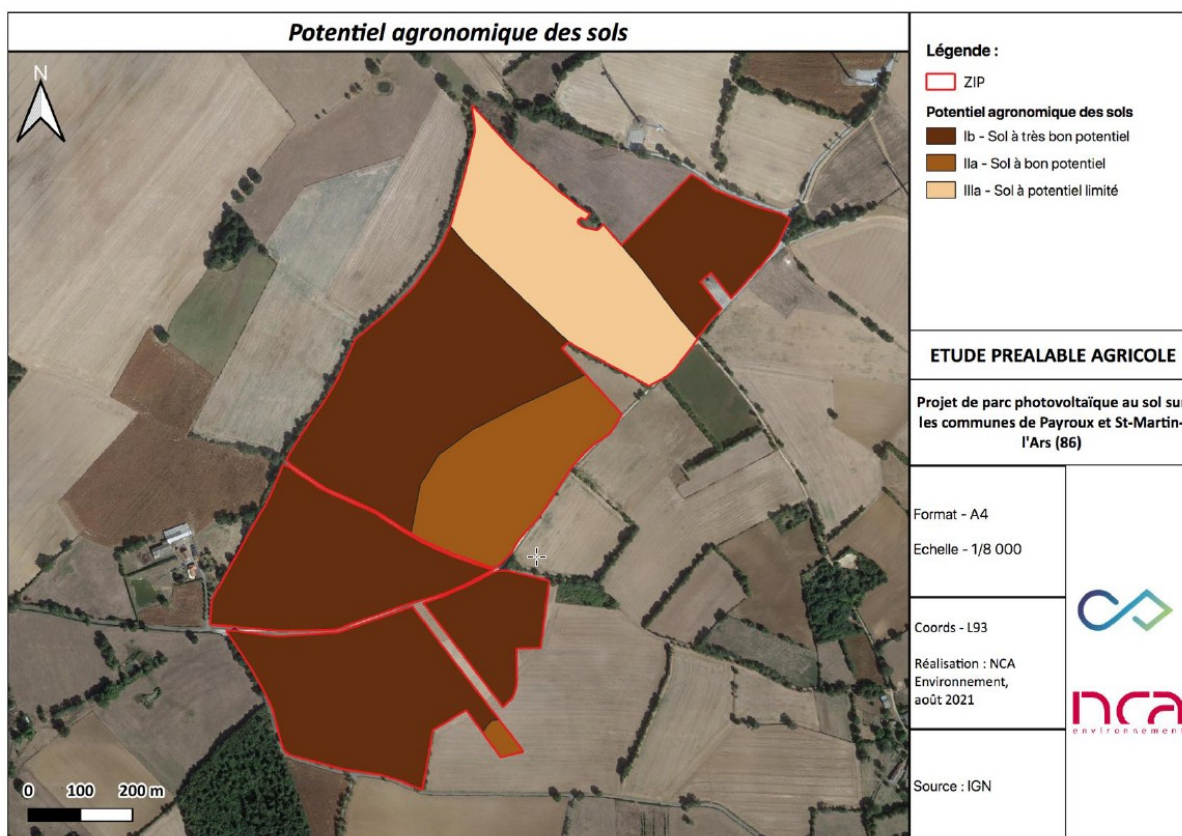 Potentiel agronomique des sols
N
0 100 200 m
Légende :
ZIP
Potentiel agronomique des sols
Ib - Sol à très bon potentiel
IIa - Sol à bon potentiel
IIIa - Sol à potentiel limité
ETUDE PREALABLE AGRICOLE
Projet de parc photovoltaïque au sol sur
les communes de Payroux et St-Martin-
l'Ars (86)
Format - A4
Echelle - 1/8 000
Coords - L93
Réalisation : NCA
Environnement,
août 2021
Source : IGN
nca
environnement